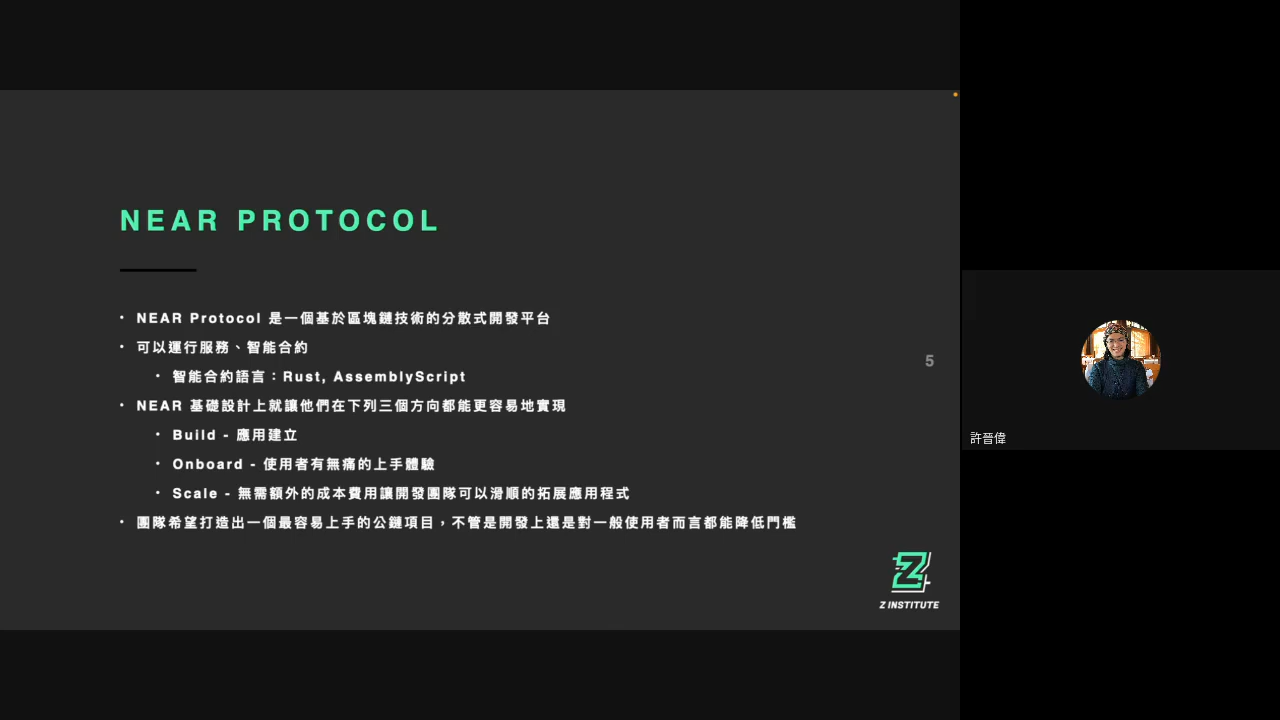 NEAR PROTOCOL
• NEAR Protocol 是一個基於區塊鏈技術的分散式開發平台
• 可以運行服務、智能合約
• 智能合約語言：Rust, AssemblyScript
• NEAR 基礎設計上就讓他們在下列三個方向都能更容易地實現
• Build - 應用建立
• Onboard - 使用者有無痛的上手體驗
• Scale - 無需額外的成本費用讓開發團隊可以滑順的拓展應用程式
• 團隊希望打造出一個最容易上手的公鏈項目，不管是開發上還是對一般使用者而言都能降低門檻
5
Z INSTITUTE
許晉偉